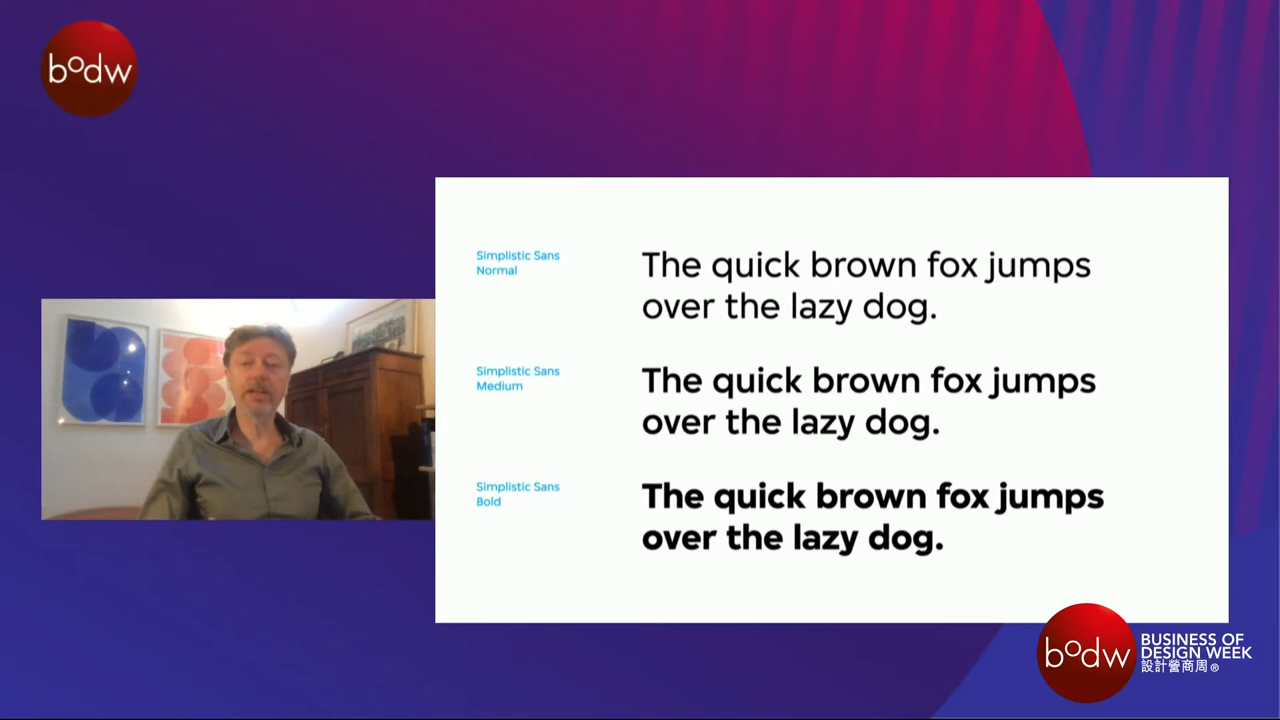 bodw
Simplistic Sans
Normal
The quick brown fox jumps
over the lazy dog.
Simplistic Sans
Medium
The quick brown fox jumps
over the lazy dog.
Simplistic Sans
Bold
The quick brown fox jumps
over the lazy dog.
bodw
BUSINESS OF
DESIGN WEEK
設計營商周®